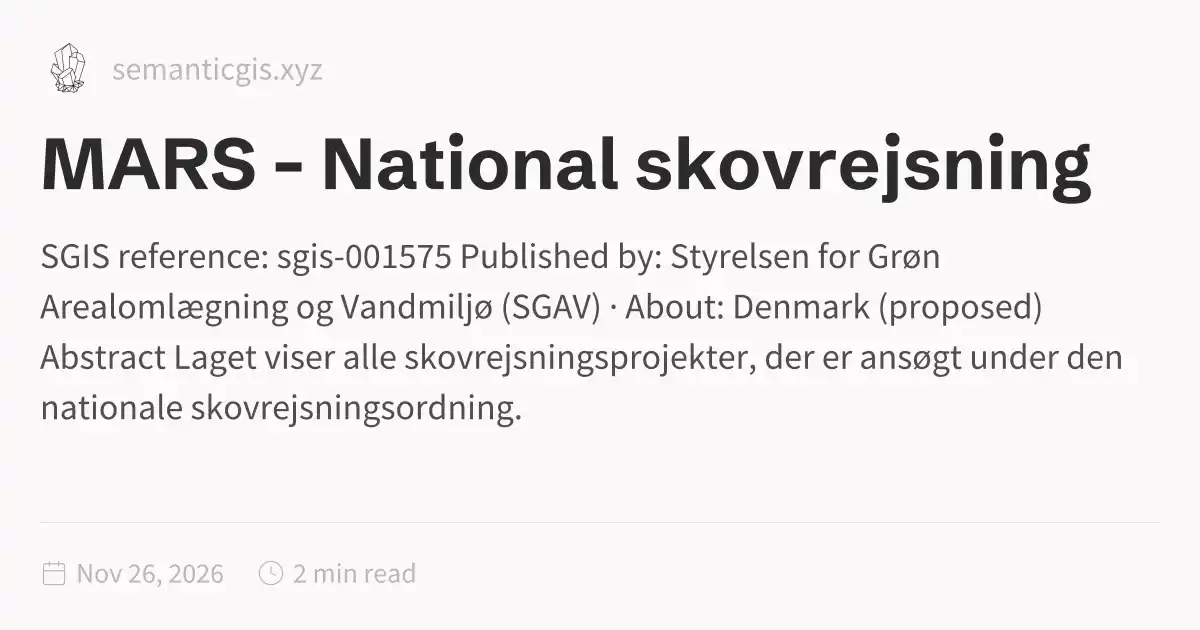 semanticgis.xyz
MARS - National skovrejsning
SGIS reference: sgis-001575 Published by: Styrelsen for Grøn
Arealomlægning og Vandmiljø (SGAV) · About: Denmark (proposed)
Abstract Laget viser alle skovrejsningsprojekter, der er ansøgt under den
nationale skovrejsningsordning.
Nov 26, 2026 2 min read